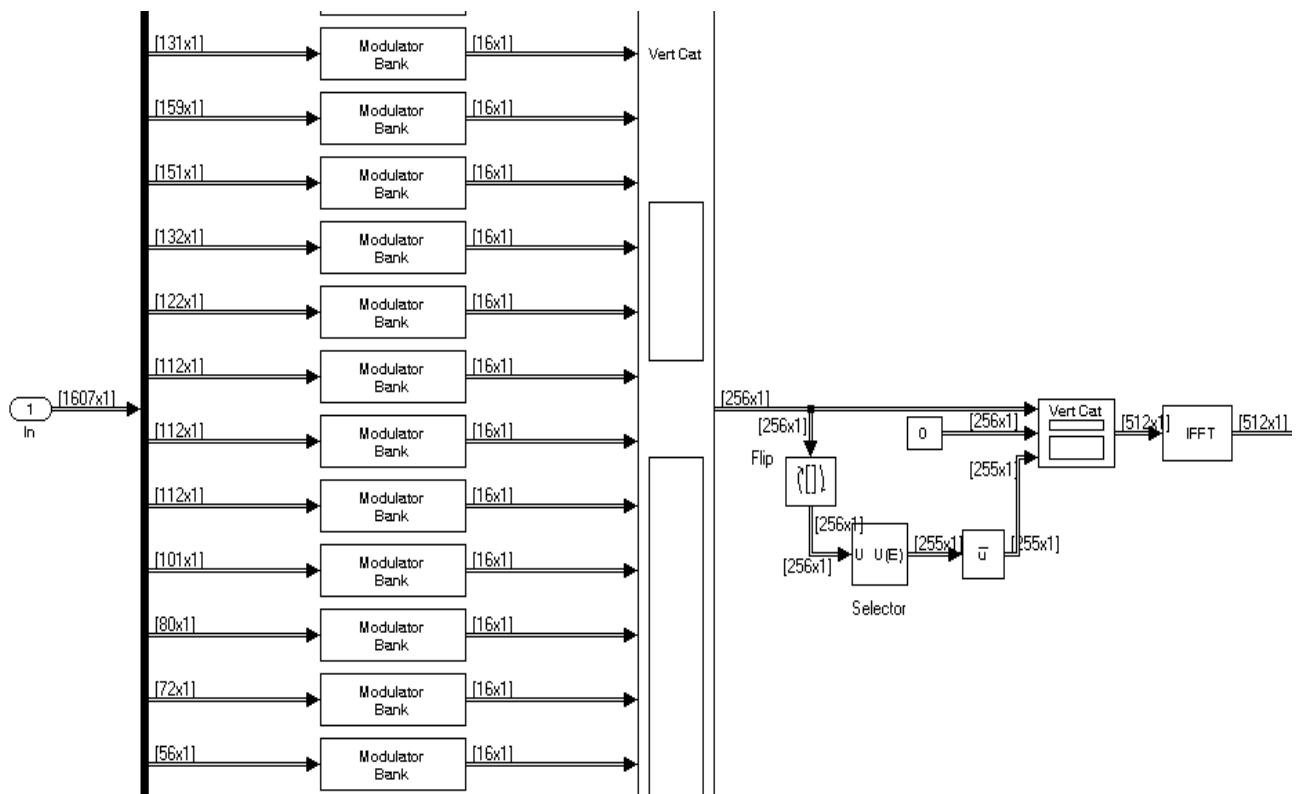 [131x1]
Modulator
Bank
[16x1]
Vert Cat
[159x1]
Modulator
Bank
[16x1]
[151x1]
Modulator
Bank
[16x1]
[132x1]
Modulator
Bank
[16x1]
[122x1]
Modulator
Bank
[16x1]
[112x1]
Modulator
Bank
[16x1]
1
In
[1607x1]
[112x1]
Modulator
Bank
[16x1]
[112x1]
Modulator
Bank
[16x1]
[101x1]
Modulator
Bank
[16x1]
[80x1]
Modulator
Bank
[16x1]
[72x1]
Modulator
Bank
[16x1]
[56x1]
Modulator
Bank
[16x1]
[256x1]
[256x1]
Flip
[256x1]
[256x1]
U U(E)
Selector
[255x1]
u
[255x1]
[255x1]
0
[256x1]
Vert Cat
[512x1]
IFFT
[512x1]